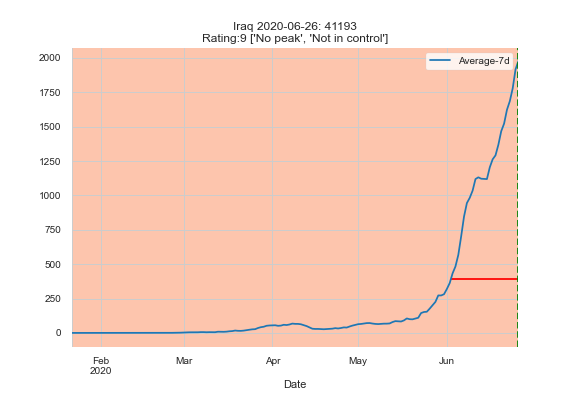 Iraq 2020-06-26: 41193
Rating:9 ['No peak', 'Not in control']
Average-7d
2000
1750
1500
1250
1000
750
500
250
0
Feb
2020
Mar
Apr
May
Jun
Date